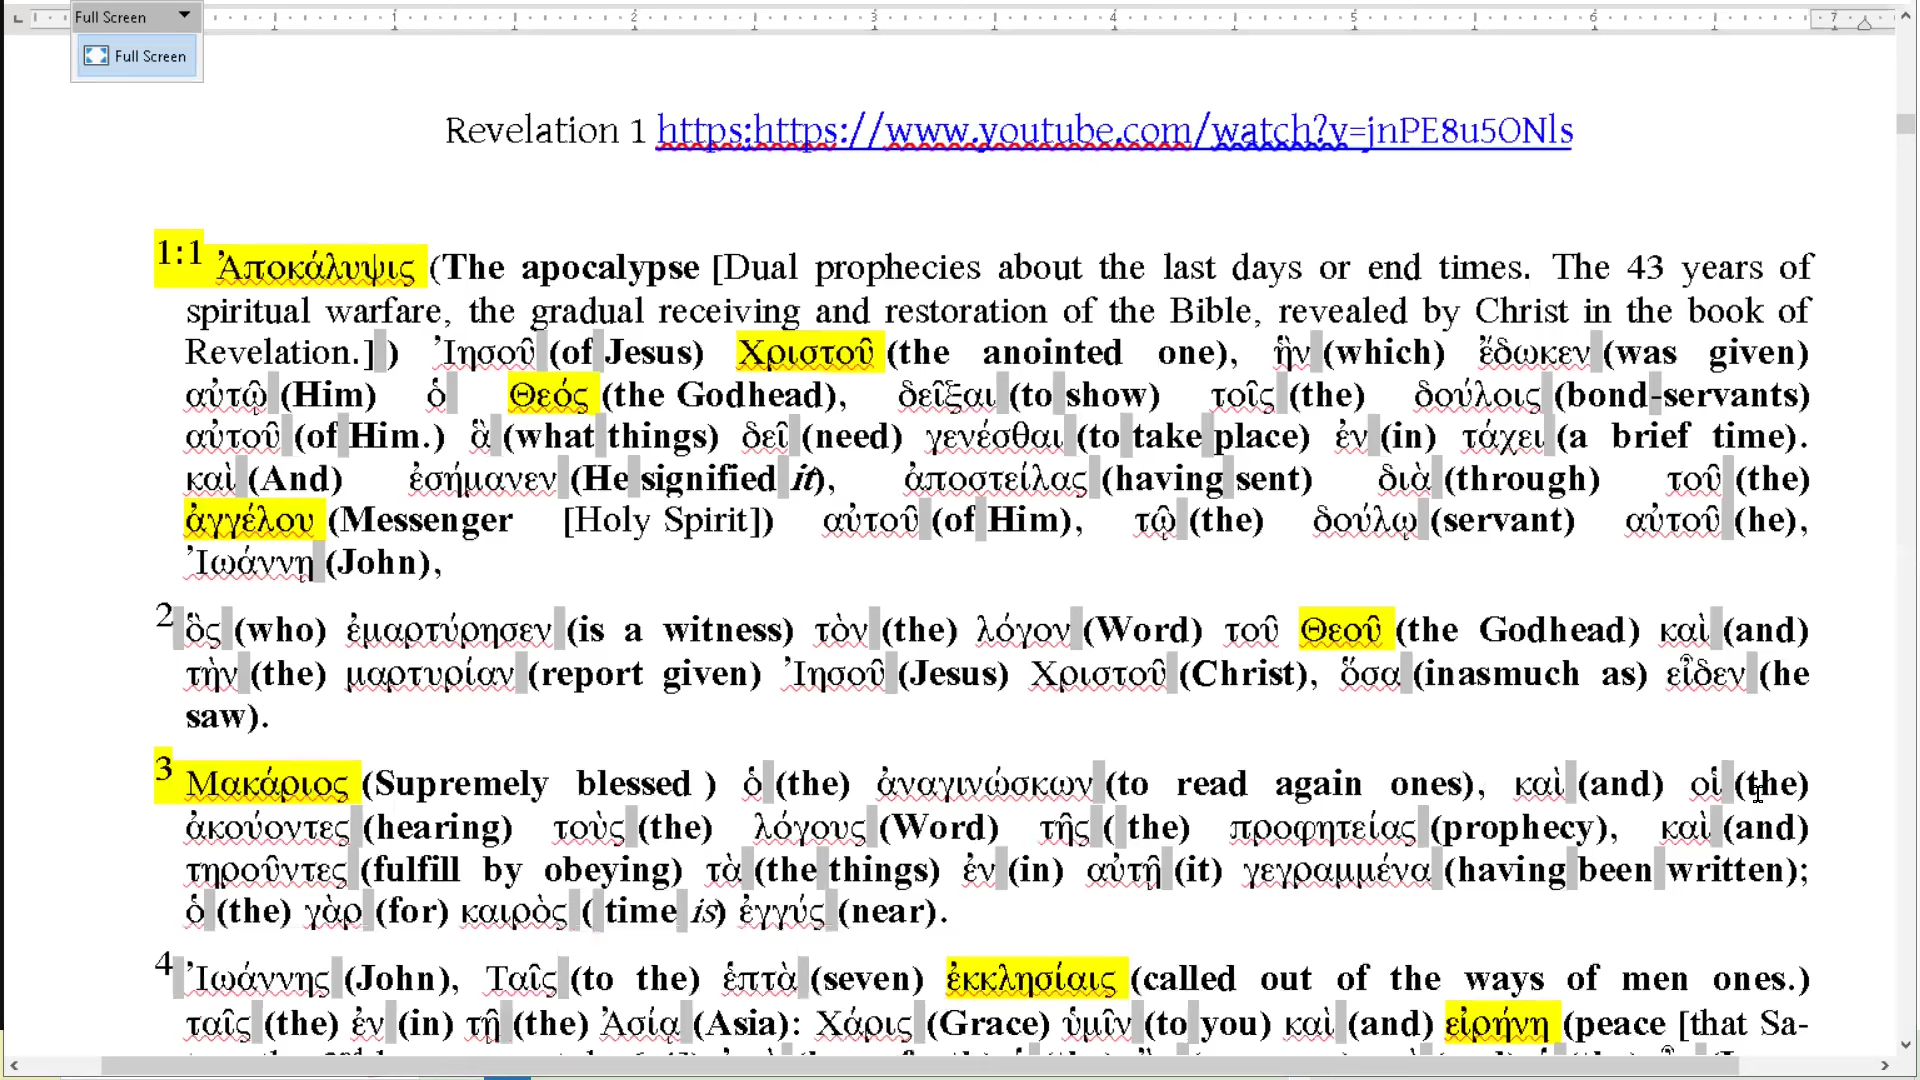 Full Screen
Full Screen
1 2 3 4 5 6 7
Revelation 1 https:https://www.youtube.com/watch?v=jnPE8u5ONls
1:1 Ἀποκάλυψις (The apocalypse [Dual prophecies about the last days or end times. The 43 years of
spiritual warfare, the gradual receiving and restoration of the Bible, revealed by Christ in the book of
Revelation.] ) Ἰησοῦ (of Jesus) Χριστοῦ (the anointed one), ἣν (which) ἔδωκεν (was given)
αὐτῷ (Him) ὁ Θεός (the Godhead), δεῖξαι (to show) τοῖς (the) δούλοις (bond-servants)
αὐτοῦ (of Him.) ἃ (what things) δεῖ (need) γενέσθαι (to take place) ἐν (in) τάχει (a brief time).
καὶ (And) ἐσήμανεν (He signified it), ἀποστείλας (having sent) διὰ (through) τοῦ (the)
ἀγγέλου (Messenger [Holy Spirit]) αὐτοῦ (of Him), τῷ (the) δούλῳ (servant) αὐτοῦ (he),
Ἰωάννῃ (John),
2 ὃς (who) ἐμαρτύρησεν (is a witness) τὸν (the) λόγον (Word) τοῦ Θεοῦ (the Godhead) καὶ (and)
τὴν (the) μαρτυρίαν (report given) Ἰησοῦ (Jesus) Χριστοῦ (Christ), ὅσα (inasmuch as) εἶδεν (he
saw).
3 Μακάριος (Supremely blessed ) ὁ (the) ἀναγινώσκων (to read again ones), καὶ (and) οἱ (the)
ἀκούοντες (hearing) τοὺς (the) λόγους (Word) τῆς ( the) προφητείας (prophecy), καὶ (and)
τηροῦντες (fulfill by obeying) τὰ (the things) ἐν (in) αὐτῇ (it) γεγραμμένα (having been written);
ὁ (the) γὰρ (for) καιρὸς ( time is) ἐγγύς (near).
4 Ἰωάννης (John), Ταῖς (to the) ἑπτὰ (seven) ἐκκλησίαις (called out of the ways of men ones.)
ταῖς (the) ἐν (in) τῇ (the) Ἀσίᾳ (Asia): Χάρις (Grace) ὑμῖν (to you) καὶ (and) εἰρήνη (peace [that Sa-